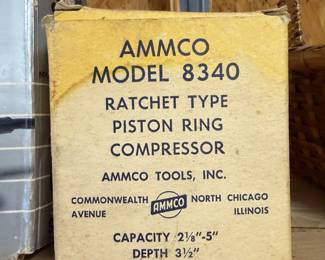 AMMCO
MODEL 8340
RATCHET TYPE
PISTON RING
COMPRESSOR
AMMCO TOOLS, INC.
COMMONWEALTH AMMCO NORTH CHICAGO
AVENUE ILLINOIS
CAPACITY 2⅛"-5"
DEPTH 3½"